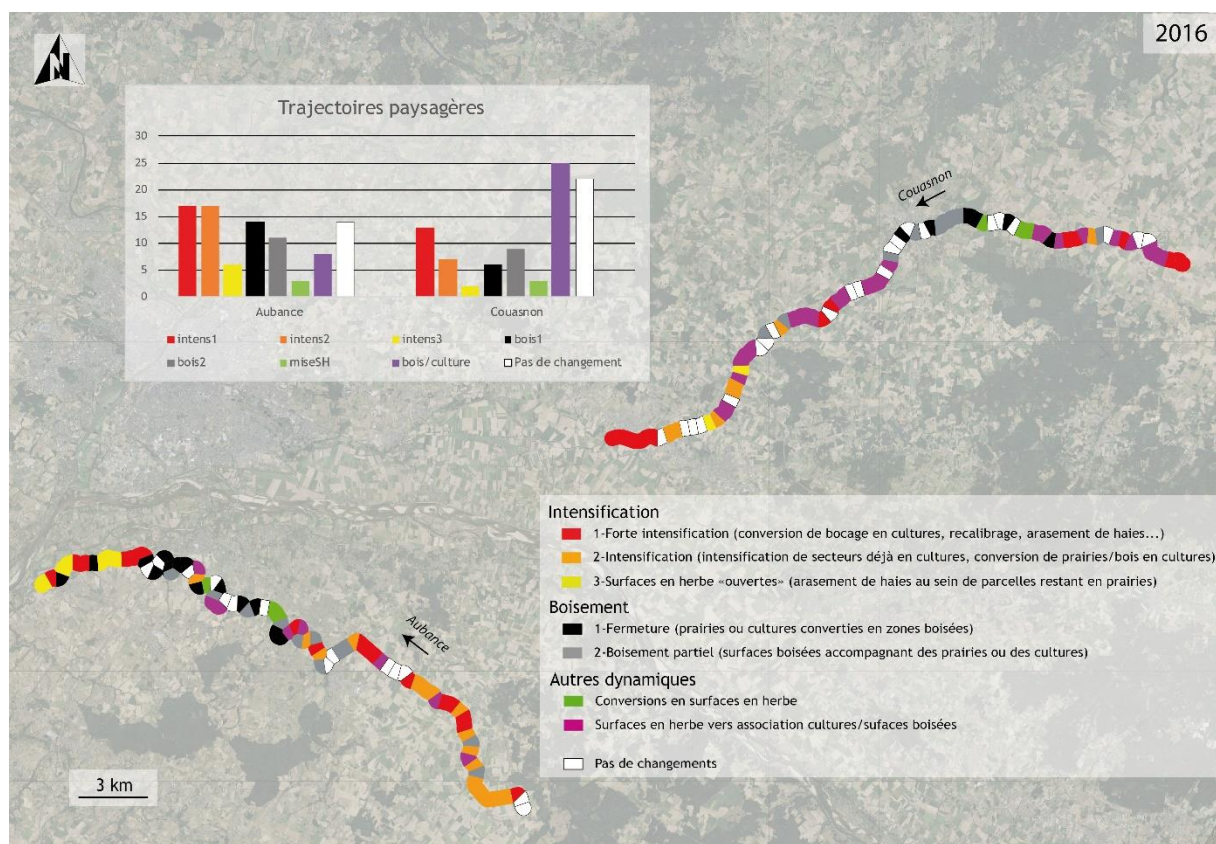 2016
N
Trajectoires paysagères
30
25
20
15
10
5
0
Aubance
Couasnon
intens1
intens2
intens3
bois1
bois2
miseSH
bois/culture
Pas de changement
Couasnon
Aubance
3 km
Intensification
1-Forte intensification (conversion de bocage en cultures, recalibrage, arasement de haies...)
2-Intensification (intensification de secteurs déjà en cultures, conversion de prairies/bois en cultures)
3-Surfaces en herbe «ouvertes» (arasement de haies au sein de parcelles restant en prairies)
Boisement
1-Fermeture (prairies ou cultures converties en zones boisées)
2-Boisement partiel (surfaces boisées accompagnant des prairies ou des cultures)
Autres dynamiques
Conversions en surfaces en herbe
Surfaces en herbe vers association cultures/sufaces boisées
Pas de changements